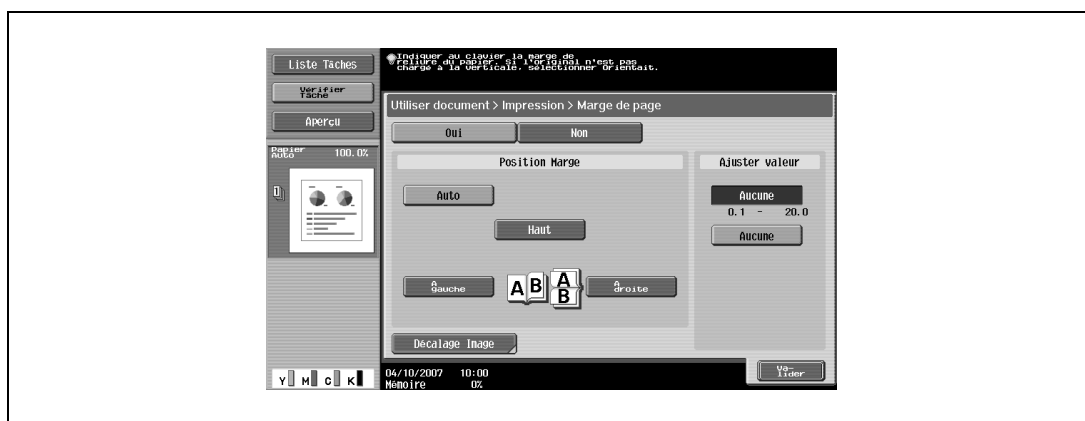 Liste Tâches
Vérifier
Tâche
Aperçu
Papier
Auto 100.0%
1
Y M C K
Indiquer au clavier la marge de
reliure du papier. Si l'original n'est pas
chargé à la verticale, sélectionner Orientait.
Utiliser document > Impression > Marge de page
Oui Non
Position Marge
Auto
Haut
A
gauche
A B
A
B
A
droite
Décalage Image
Ajuster valeur
Aucune
0.1 - 20.0
Aucune
04/10/2007 10:00
Mémoire 0%
Va-
lider